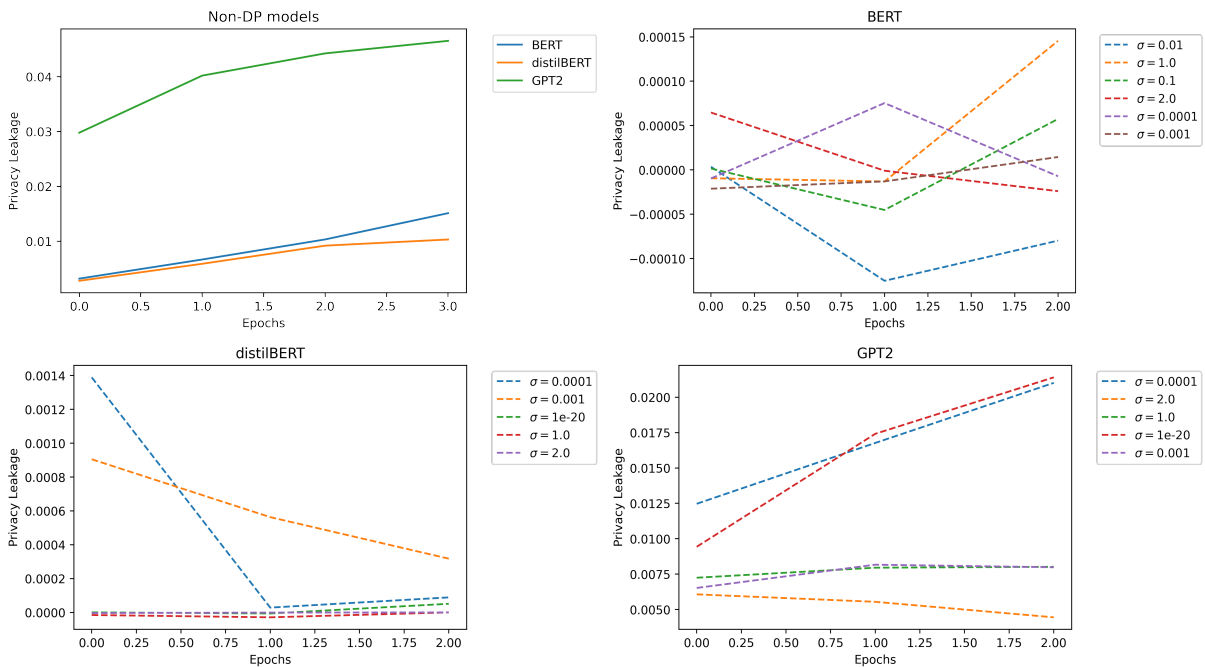 Non-DP models
Privacy Leakage
0.04
0.03
0.02
0.01
0.0 0.5 1.0 1.5 2.0 2.5 3.0
Epochs
BERT
distilBERT
GPT2
BERT
Privacy Leakage
0.00015
0.00010
0.00005
0.00000
−0.00005
−0.00010
0.00 0.25 0.50 0.75 1.00 1.25 1.50 1.75 2.00
Epochs
σ = 0.01
σ = 1.0
σ = 0.1
σ = 2.0
σ = 0.0001
σ = 0.001
distilBERT
Privacy Leakage
0.0014
0.0012
0.0010
0.0008
0.0006
0.0004
0.0002
0.0000
0.00 0.25 0.50 0.75 1.00 1.25 1.50 1.75 2.00
Epochs
σ = 0.0001
σ = 0.001
σ = 1e-20
σ = 1.0
σ = 2.0
GPT2
Privacy Leakage
0.0200
0.0175
0.0150
0.0125
0.0100
0.0075
0.0050
0.00 0.25 0.50 0.75 1.00 1.25 1.50 1.75 2.00
Epochs
σ = 0.0001
σ = 2.0
σ = 1.0
σ = 1e-20
σ = 0.001